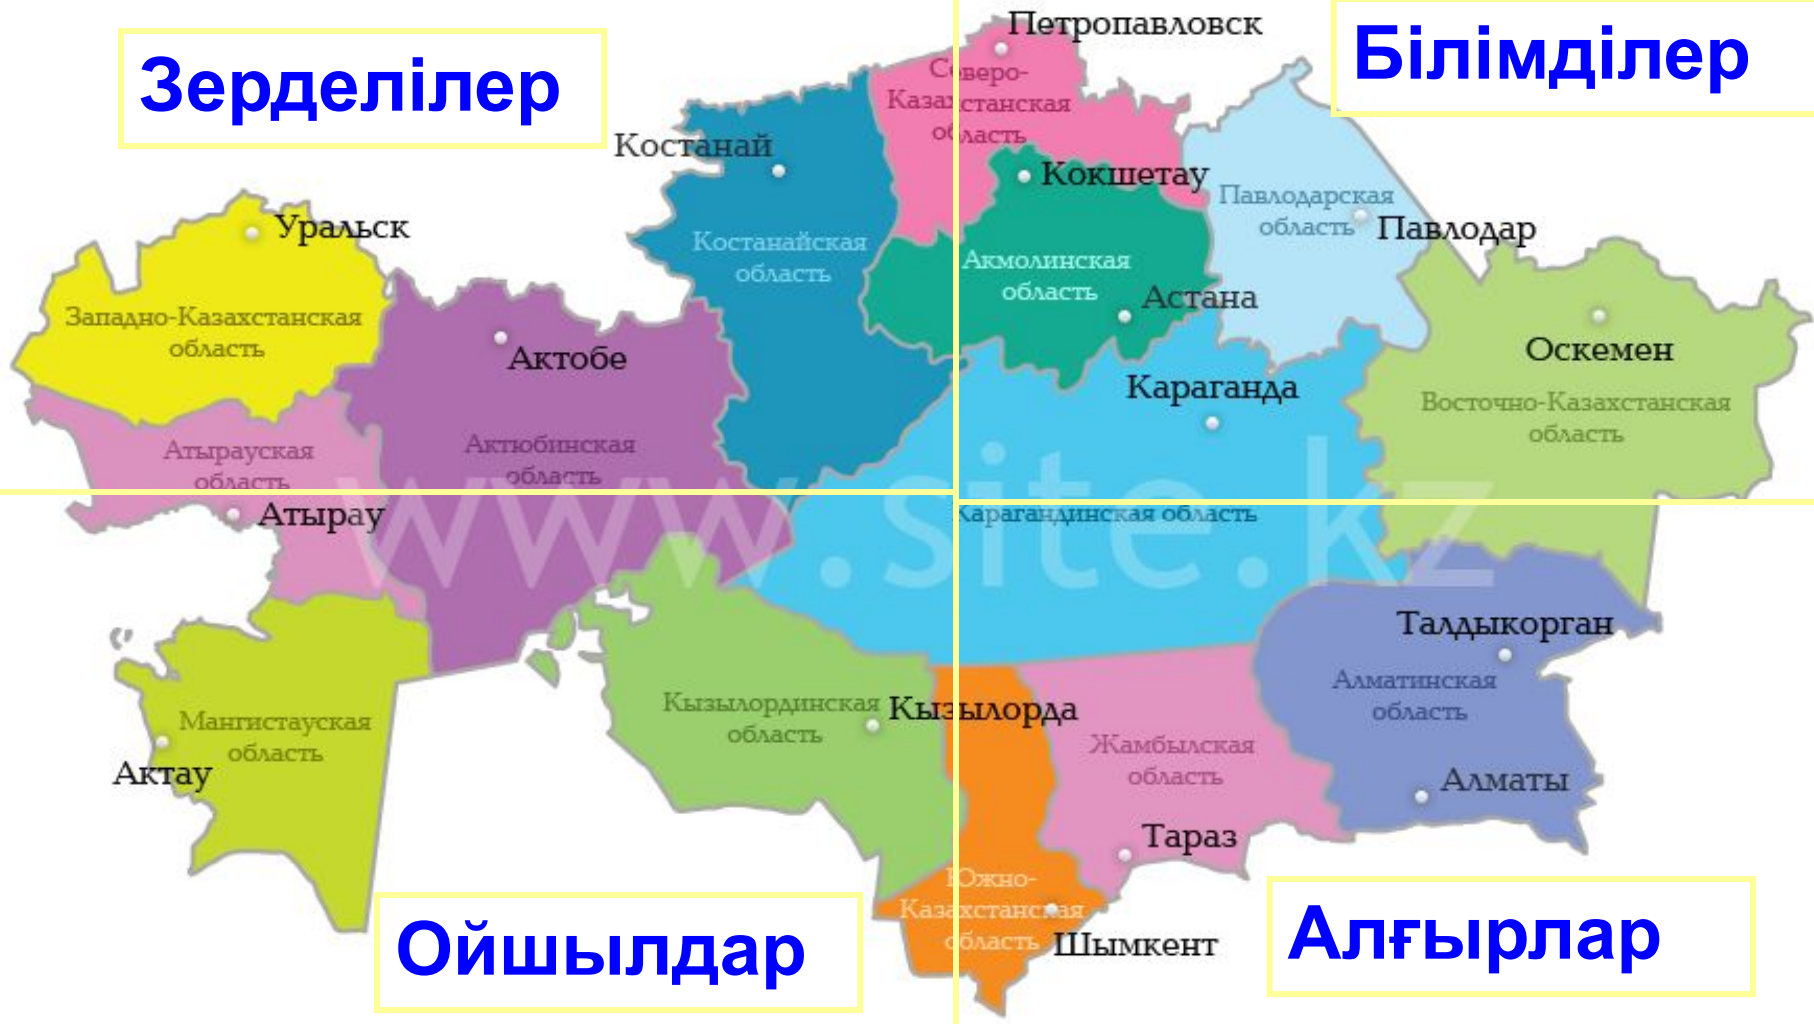 Зерделілер
Білімділер
Петропавловск
Северо-
Казахстанская
область
Костанай
Кокшетау
Павлодарская
область
Павлодар
Уральск
Костанайская
область
Акмолинская
область
Астана
Западно-Казахстанская
область
Актобе
Оскемен
Караганда
Восточно-Казахстанская
область
Атырауская
область
Актюбинская
область
www.site.kz
Атырау
Карагандинская область
Талдыкорган
Алматинская
область
Кызылординская
область
Кызылорда
Мангистауская
область
Актау
Жамбылская
область
Алматы
Тараз
Южно-
Казахстанская
область
Шымкент
Ойшылдар
Алғырлар